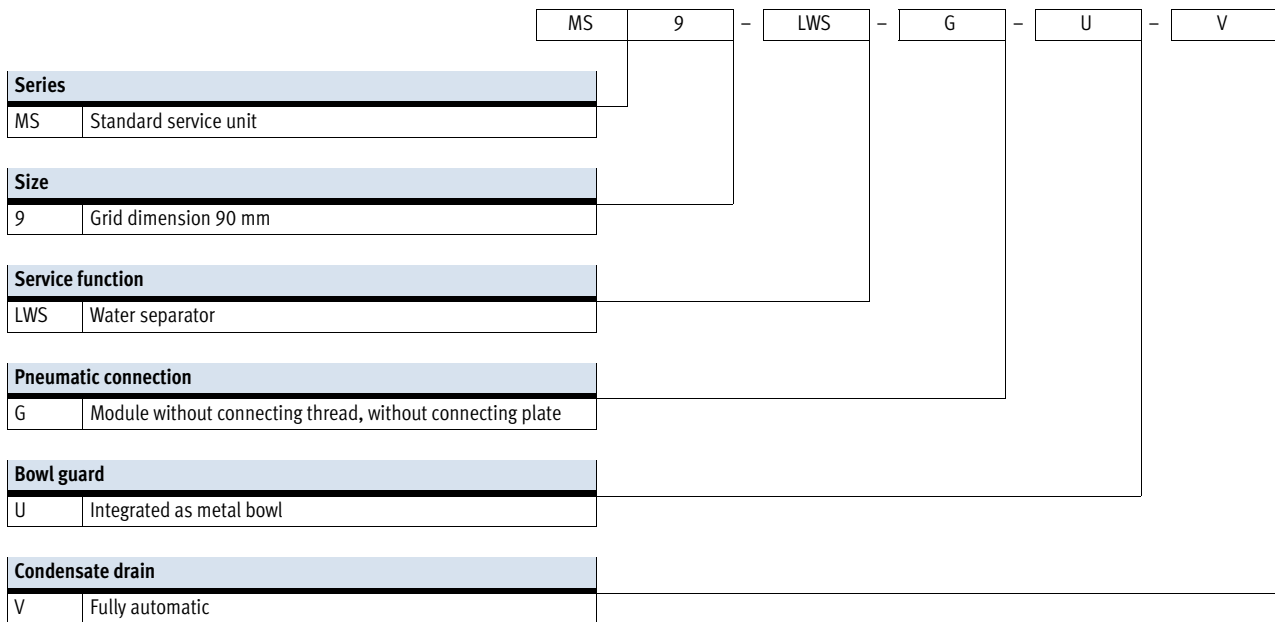 MS 9 – LWS – G – U – V
Series
MS Standard service unit
Size
9 Grid dimension 90 mm
Service function
LWS Water separator
Pneumatic connection
G Module without connecting thread, without connecting plate
Bowl guard
U Integrated as metal bowl
Condensate drain
V Fully automatic